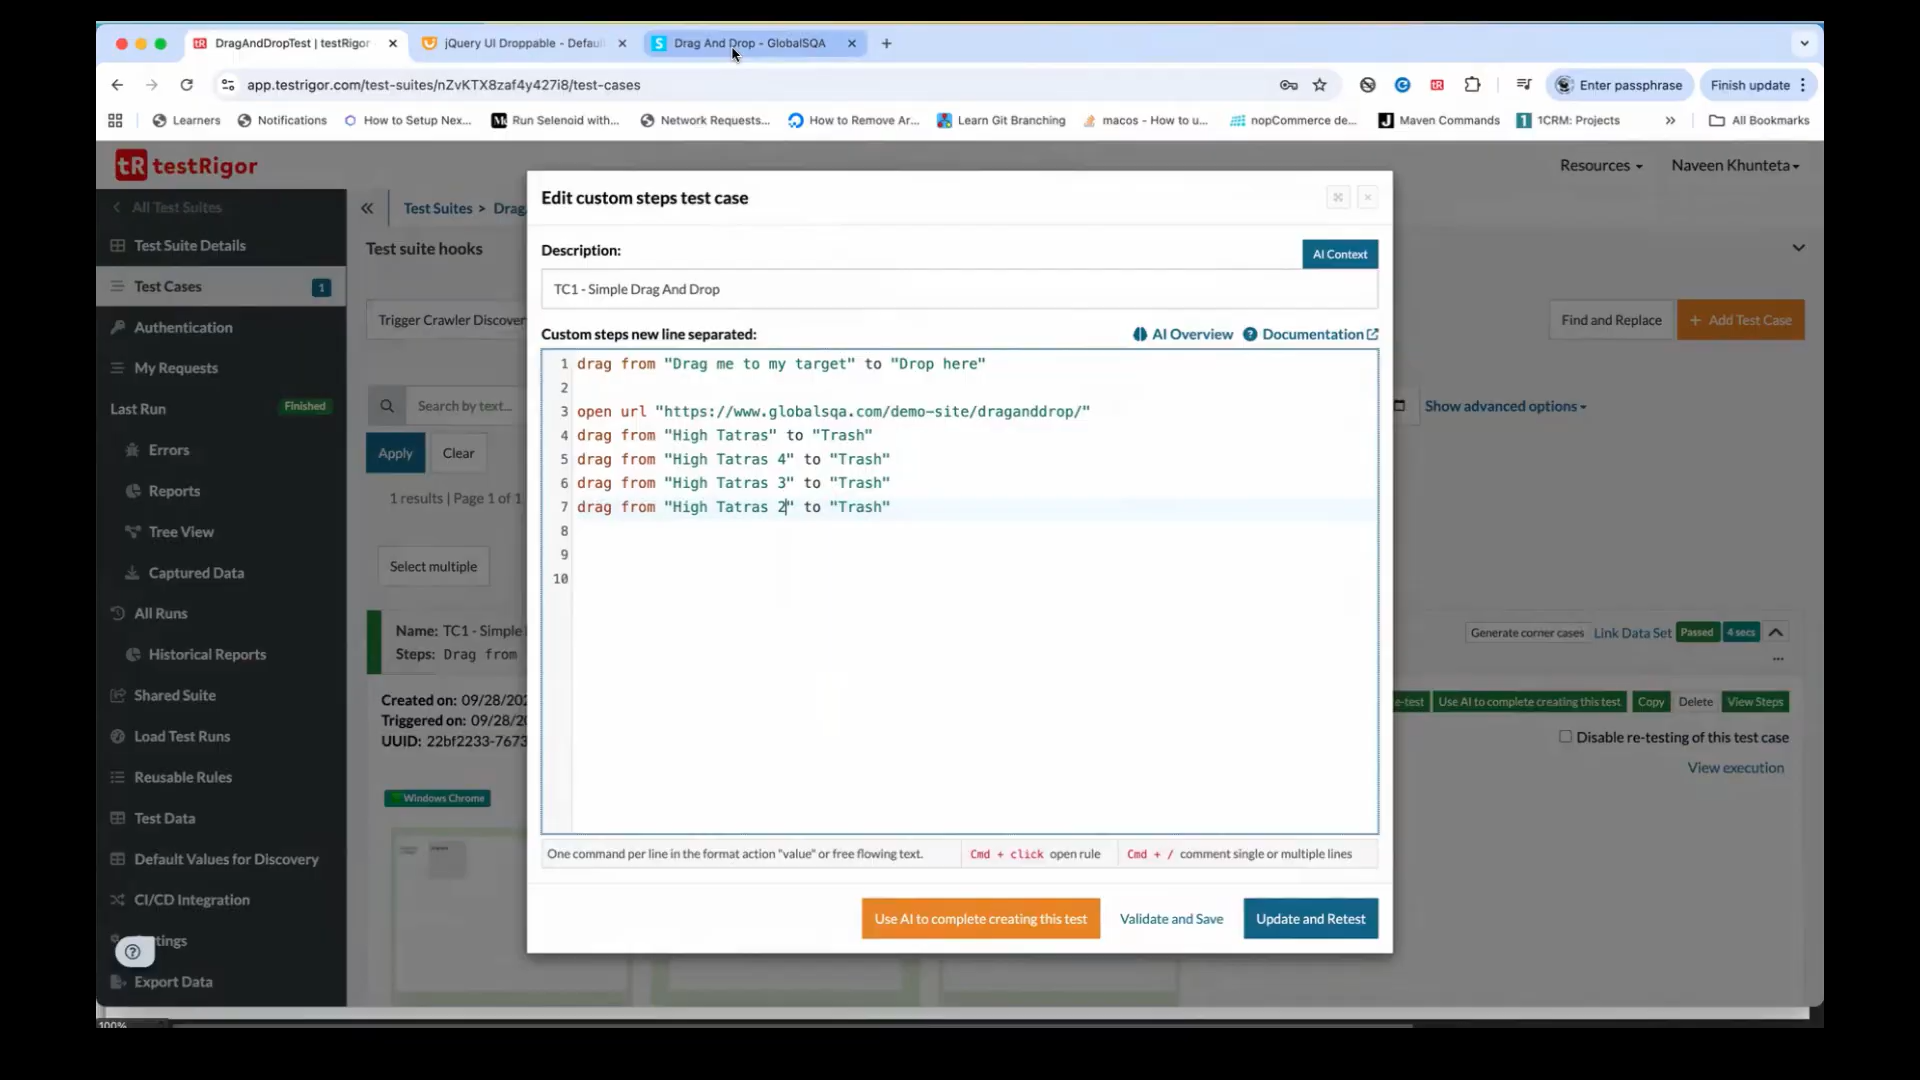 DragAndDropTest | testRigor
jQuery UI Droppable - Defaul
Drag And Drop - GlobalSQA
app.testrigor.com/test-suites/nZvKTX8zaf4y427i8/test-cases
Enter passphrase
Finish update
Learners
Notifications
How to Setup Nex...
Run Selenoid with...
Network Requests...
How to Remove Ar...
Learn Git Branching
macos - How to u...
nopCommerce de...
Maven Commands
1CRM: Projects
All Bookmarks
tR testRigor
Resources
Naveen Khunteta
All Test Suites
Test Suite Details
Test Cases 1
Authentication
My Requests
Last Run Finished
Errors
Reports
Tree View
Captured Data
All Runs
Historical Reports
Shared Suite
Load Test Runs
Reusable Rules
Test Data
Default Values for Discovery
CI/CD Integration
ttings
Export Data
100%
Test Suites > Drag
Test suite hooks
Trigger Crawler Discover
Find and Replace
+ Add Test Case
Search by text...
Show advanced options
Apply
Clear
1 results | Page 1 of 1
Select multiple
Name: TC1 - Simple
Steps: Drag from
Generate corner cases
Link Data Set
Passed
4 secs
...
Created on: 09/28/202
Triggered on: 09/28/2
UUID: 22bf2233-7673
e-test
Use AI to complete creating this test
Copy
Delete
View Steps
Disable re-testing of this test case
View execution
Windows Chrome
Edit custom steps test case
Description:
AI Context
TC1 - Simple Drag And Drop
Custom steps new line separated:
AI Overview
Documentation
1 drag from "Drag me to my target" to "Drop here"
2
3 open url "https://www.globalsqa.com/demo-site/draganddrop/"
4 drag from "High Tatras" to "Trash"
5 drag from "High Tatras 4" to "Trash"
6 drag from "High Tatras 3" to "Trash"
7 drag from "High Tatras 2" to "Trash"
8
9
10
One command per line in the format action "value" or free flowing text.
Cmd + click open rule
Cmd + / comment single or multiple lines
Use AI to complete creating this test
Validate and Save
Update and Retest